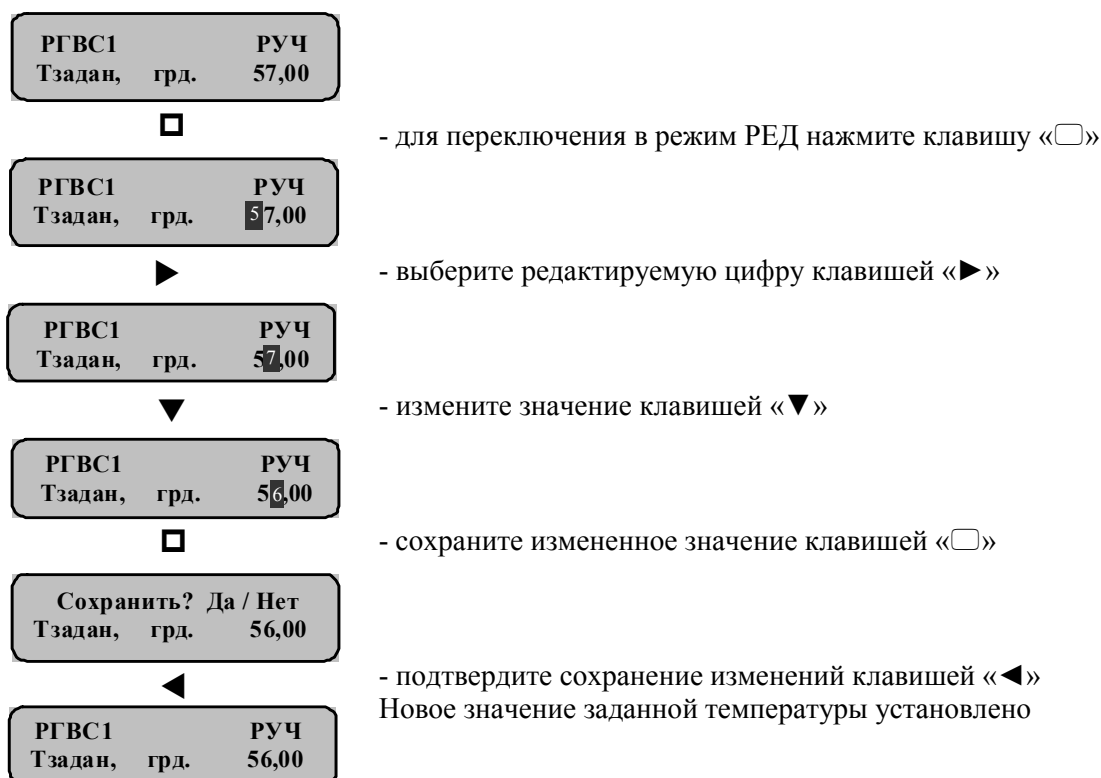 РГВС1 РУЧ
Тзадан, грд. 57,00
- для переключения в режим РЕД нажмите клавишу «▢»
РГВС1 РУЧ
Тзадан, грд. 57,00
- выберите редактируемую цифру клавишей «►»
РГВС1 РУЧ
Тзадан, грд. 57,00
- измените значение клавишей «▼»
РГВС1 РУЧ
Тзадан, грд. 56,00
- сохраните измененное значение клавишей «▢»
Сохранить? Да / Нет
Тзадан, грд. 56,00
- подтвердите сохранение изменений клавишей «◄»
Новое значение заданной температуры установлено
РГВС1 РУЧ
Тзадан, грд. 56,00